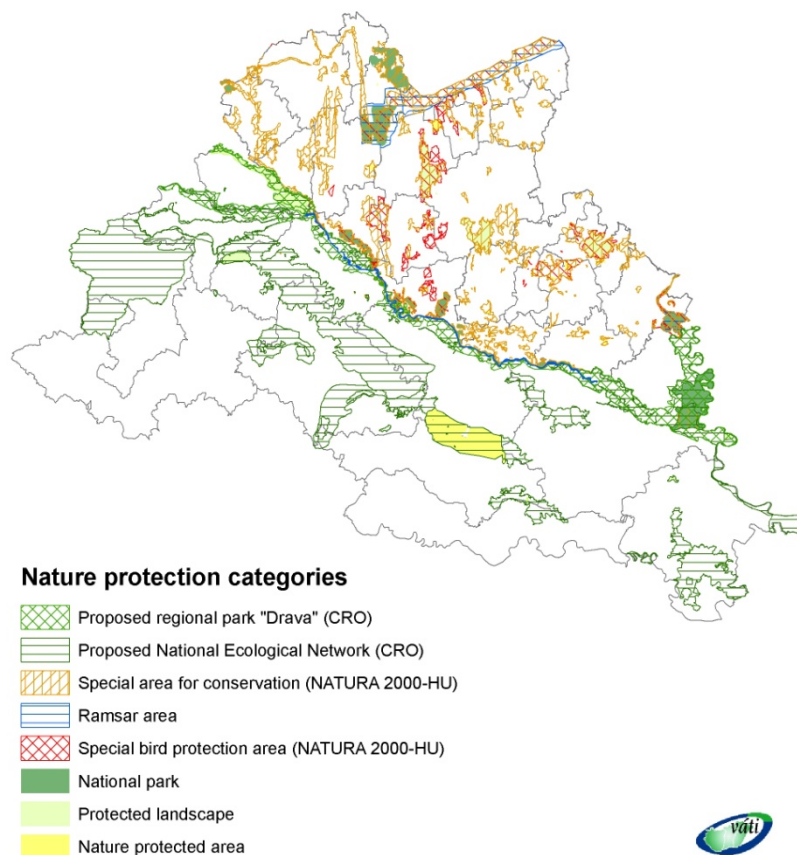 Nature protection categories
Proposed regional park "Drava" (CRO)
Proposed National Ecological Network (CRO)
Special area for conservation (NATURA 2000-HU)
Ramsar area
Special bird protection area (NATURA 2000-HU)
National park
Protected landscape
Nature protected area
váti